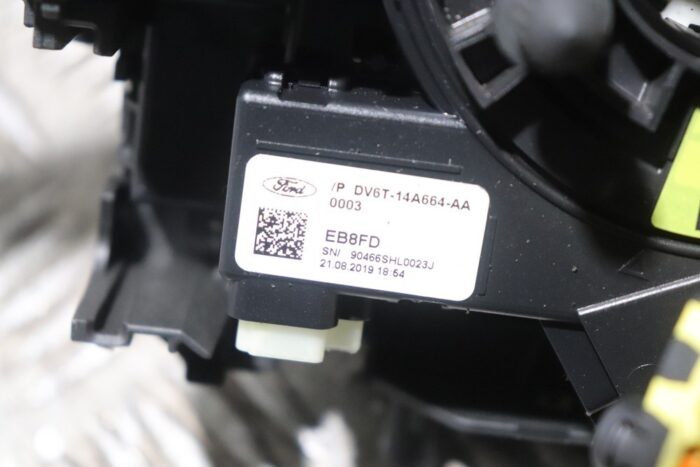 Ford
/P DV6T-14A664-AA
0003
EB8FD
SN/ 90466SHL0023J
21.08.2019 18:54